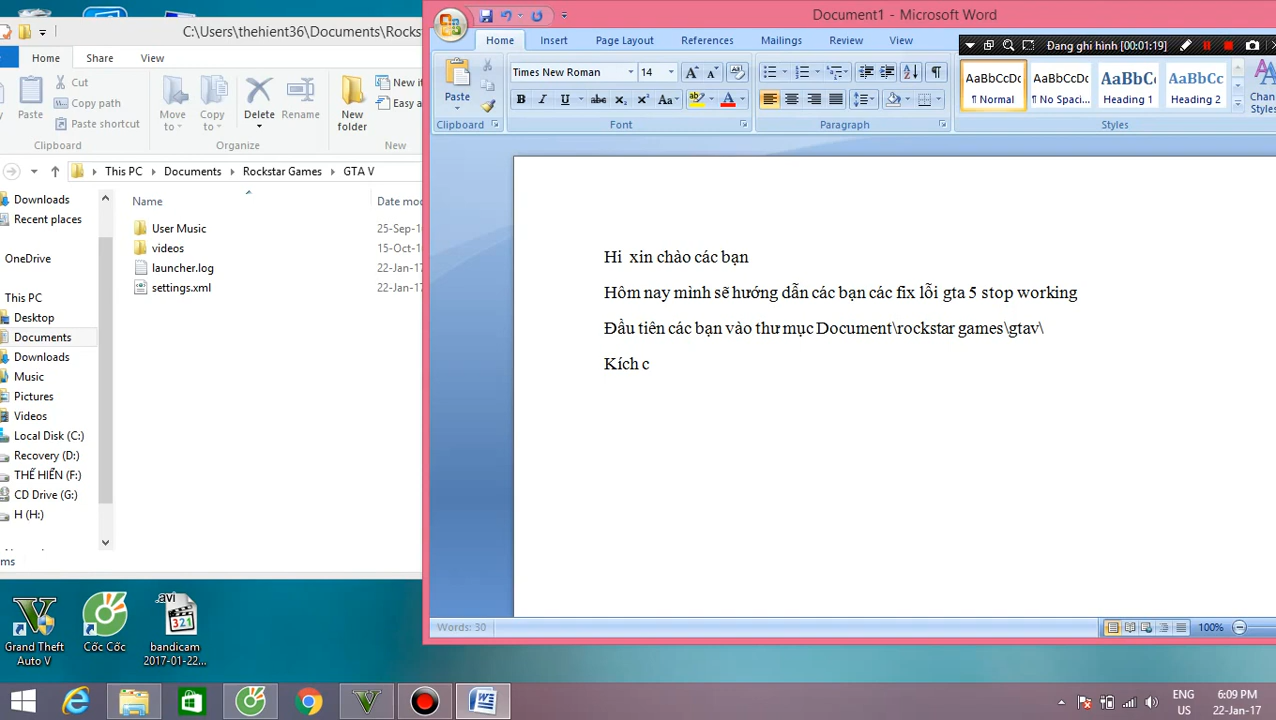 C:\Users\thehient36\Documents\Rocks
Document1 - Microsoft Word
Home
Share
View
Home
Insert
Page Layout
References
Mailings
Review
View
Đang ghi hình [00:01:19]
Paste
Cut
Copy path
Paste shortcut
Clipboard
Move to
Copy to
Delete
Rename
Organize
New folder
New i
Easy a
New
Paste
Clipboard
Times New Roman
14
Font
Paragraph
AaBbCcDc
¶ Normal
AaBbCcDc
¶ No Spaci...
AaBbC
Heading 1
AaBbCc
Heading 2
Styles
This PC
Documents
Rockstar Games
GTA V
Name
Date mod
Downloads
Recent places
OneDrive
This PC
Desktop
Documents
Downloads
Music
Pictures
Videos
Local Disk (C:)
Recovery (D:)
THẾ HIỂN (F:)
CD Drive (G:)
H (H:)
User Music
25-Sep-1
videos
15-Oct-1
launcher.log
22-Jan-17
settings.xml
22-Jan-17
Hi xin chào các bạn
Hôm nay mình sẽ hướng dẫn các bạn các fix lỗi gta 5 stop working
Đầu tiên các bạn vào thư mục Document\rockstar games\gtav\
Kích c
Words: 30
100%
Grand Theft Auto V
Cốc Cốc
.avi
321
bandicam 2017-01-22...
ENG
US
6:09 PM
22-Jan-17